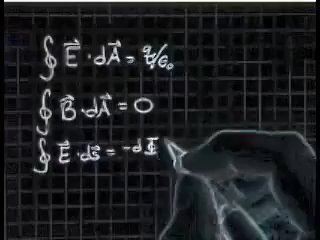 ∮ E⃗ · dA⃗ = q/ε₀
∮ B⃗ · dA⃗ = 0
∮ E⃗ · ds⃗ = -dΦ